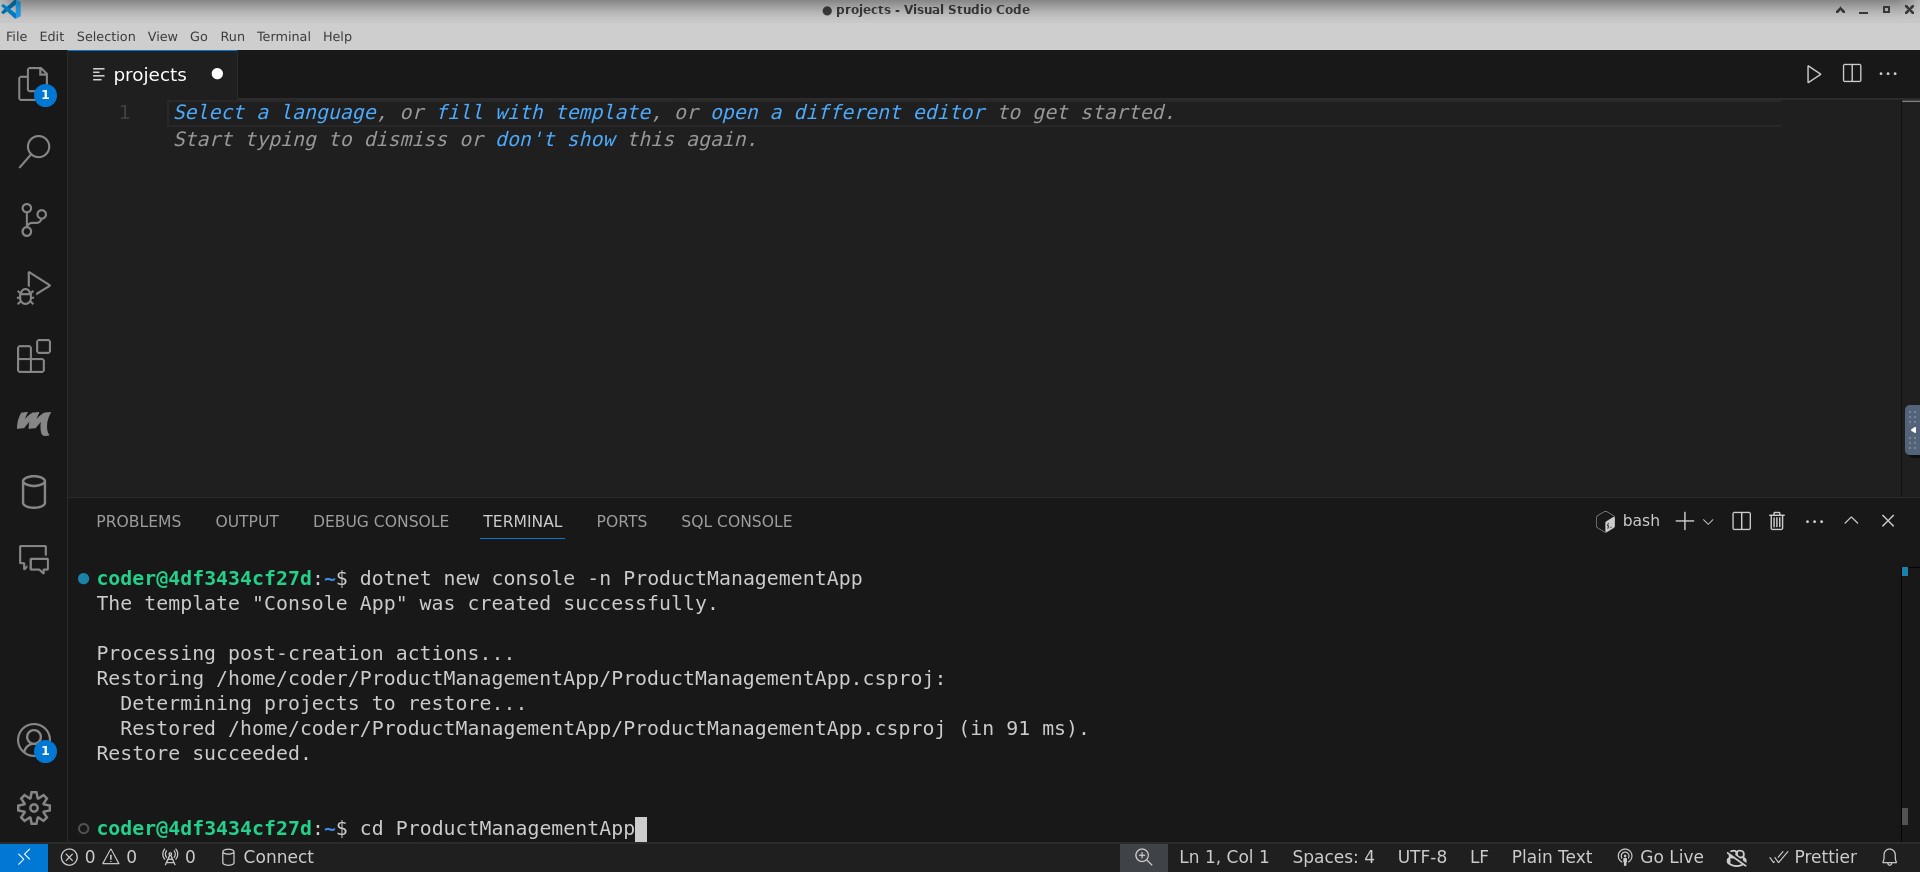 ● projects - Visual Studio Code
File Edit Selection View Go Run Terminal Help
projects
1
1 Select a language, or fill with template, or open a different editor to get started.
Start typing to dismiss or don't show this again.
PROBLEMS OUTPUT DEBUG CONSOLE TERMINAL PORTS SQL CONSOLE bash
coder@4df3434cf27d:~$ dotnet new console -n ProductManagementApp
The template "Console App" was created successfully.
Processing post-creation actions...
Restoring /home/coder/ProductManagementApp/ProductManagementApp.csproj:
Determining projects to restore...
Restored /home/coder/ProductManagementApp/ProductManagementApp.csproj (in 91 ms).
Restore succeeded.
1
coder@4df3434cf27d:~$ cd ProductManagementApp
0 0 0 Connect Ln 1, Col 1 Spaces: 4 UTF-8 LF Plain Text Go Live Prettier